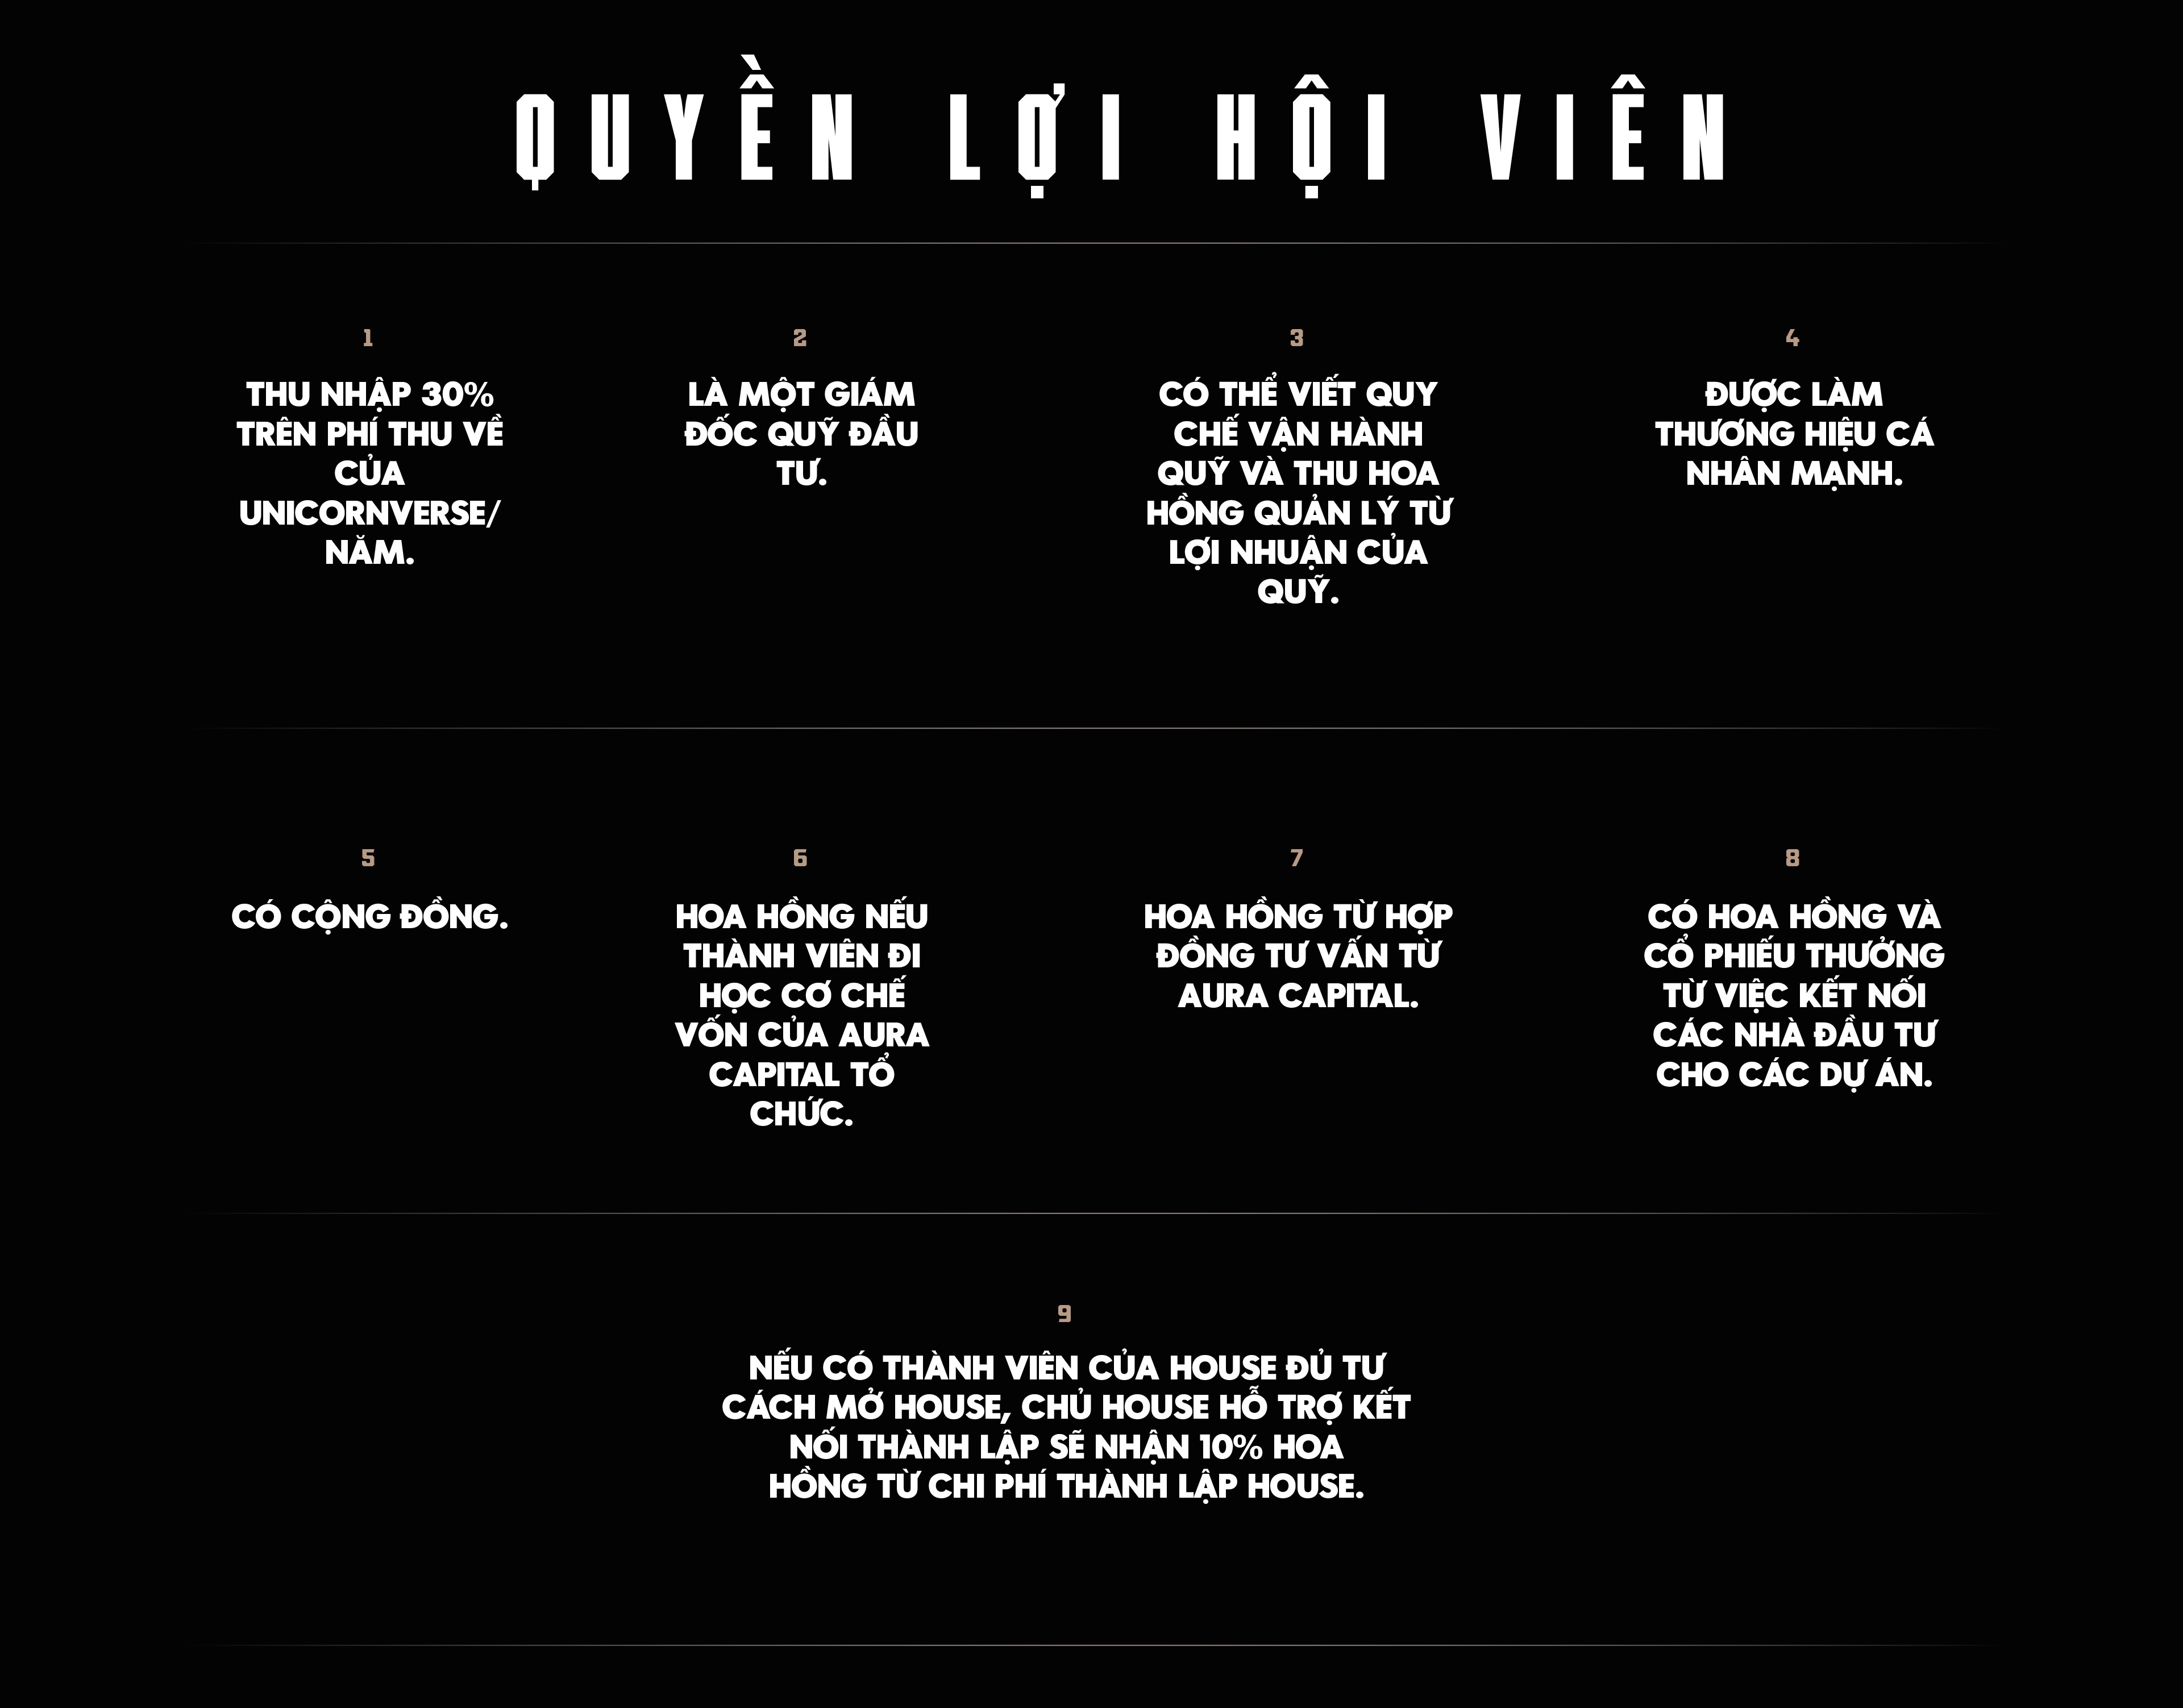 QUYỀN LỢI HỘI VIÊN
1
THU NHẬP 30%
TRÊN PHÍ THU VỀ
CỦA
UNICORNVERSE/
NĂM.
2
LÀ MỘT GIÁM
ĐỐC QUỸ ĐẦU
TƯ.
3
CÓ THỂ VIẾT QUY
CHẾ VẬN HÀNH
QUỸ VÀ THU HOA
HỒNG QUẢN LÝ TỪ
LỢI NHUẬN CỦA
QUỸ.
4
ĐƯỢC LÀM
THƯƠNG HIỆU CÁ
NHÂN MẠNH.
5
CÓ CỘNG ĐỒNG.
6
HOA HỒNG NẾU
THÀNH VIÊN ĐI
HỌC CƠ CHẾ
VỐN CỦA AURA
CAPITAL TỔ
CHỨC.
7
HOA HỒNG TỪ HỢP
ĐỒNG TƯ VẤN TỪ
AURA CAPITAL.
8
CÓ HOA HỒNG VÀ
CỔ PHIẾU THƯỞNG
TỪ VIỆC KẾT NỐI
CÁC NHÀ ĐẦU TƯ
CHO CÁC DỰ ÁN.
9
NẾU CÓ THÀNH VIÊN CỦA HOUSE ĐỦ TƯ
CÁCH MỞ HOUSE, CHỦ HOUSE HỖ TRỢ KẾT
NỐI THÀNH LẬP SẼ NHẬN 10% HOA
HỒNG TỪ CHI PHÍ THÀNH LẬP HOUSE.